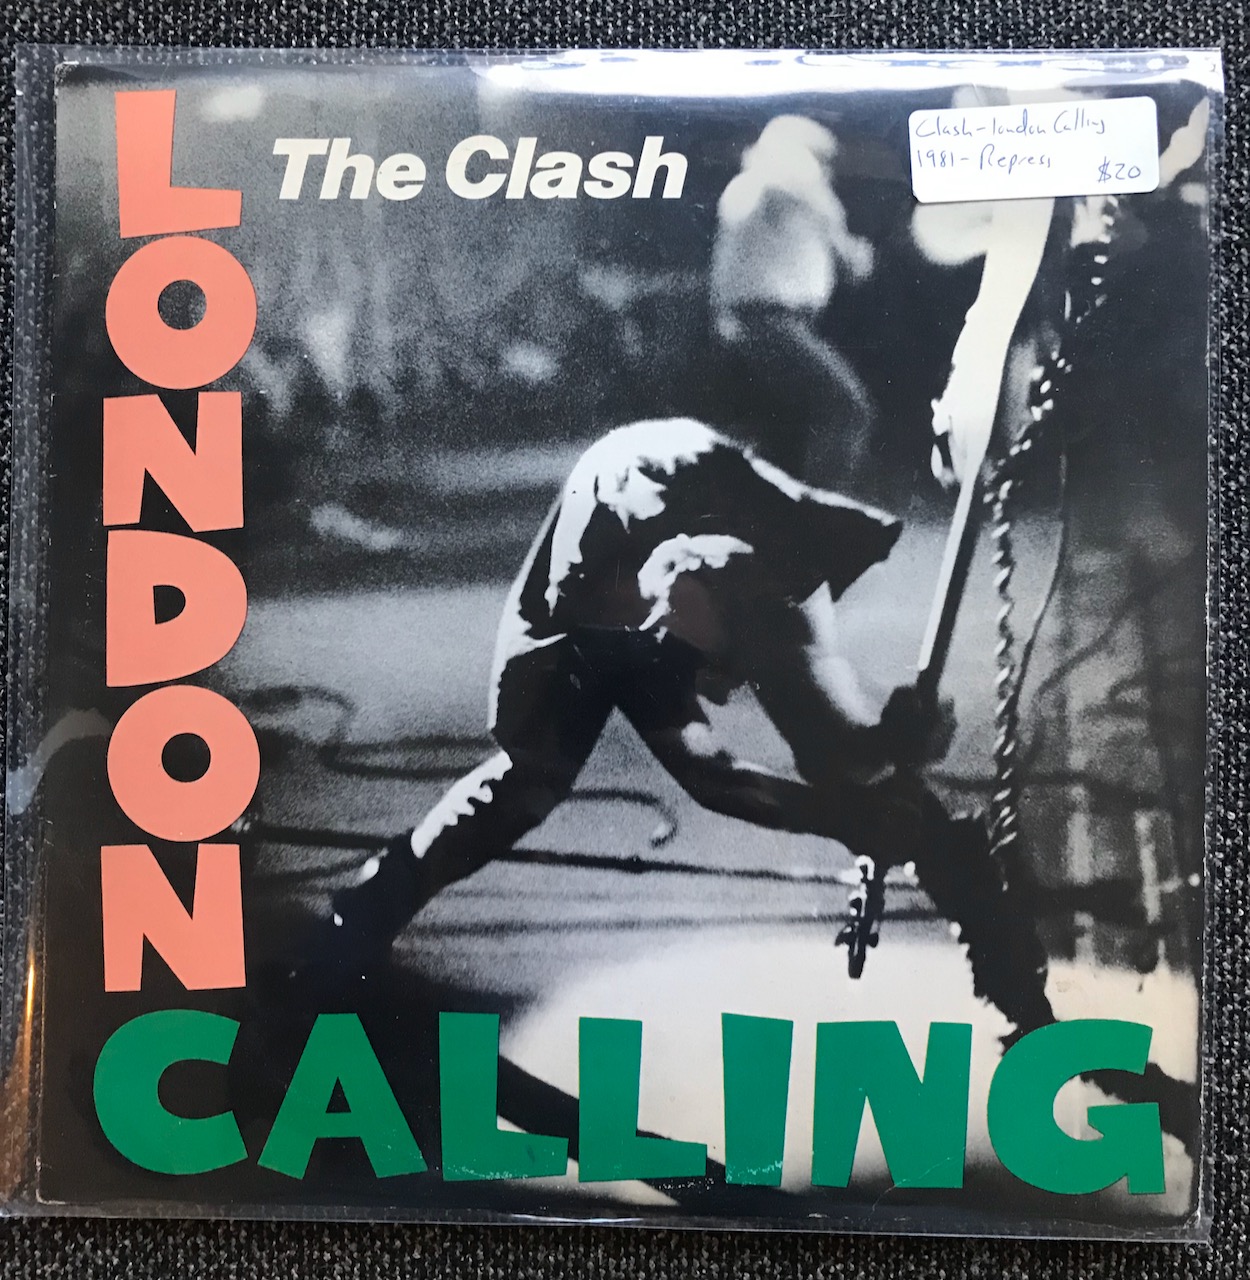 The Clash
LONDON
CALLING
Clash-London Calling
1981-Repress
$20